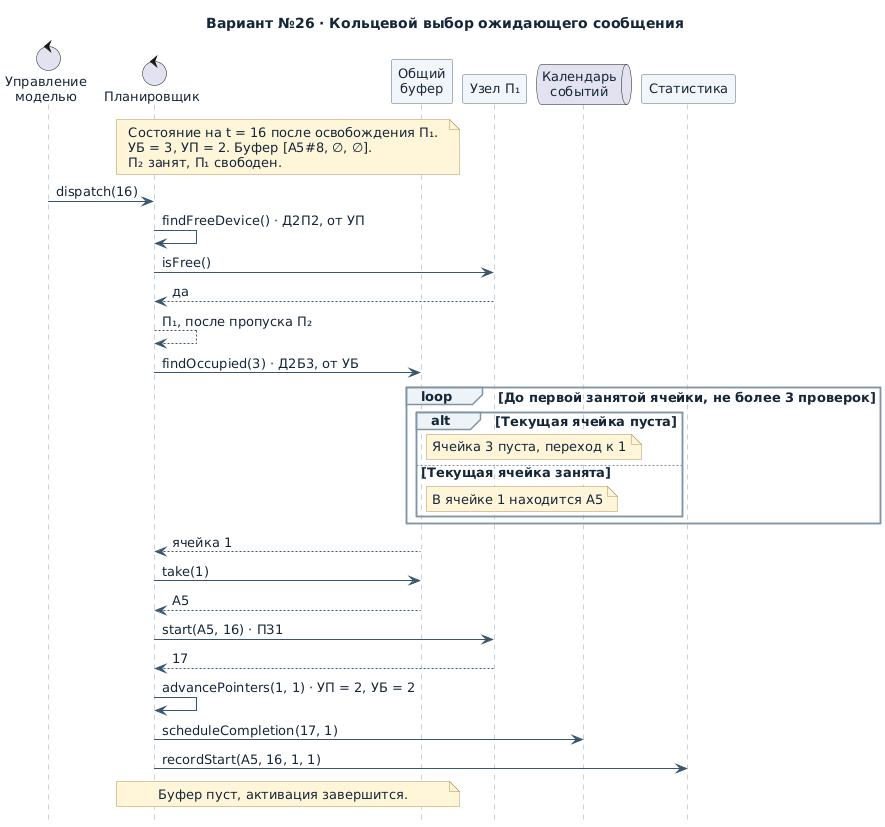 Вариант №26 · Кольцевой выбор ожидающего сообщения
Управление
моделью
Планировщик
Общий
буфер
Узел П₁
Календарь
событий
Статистика
Состояние на t = 16 после освобождения П₁.
УБ = 3, УП = 2. Буфер [А5#8, ∅, ∅].
П₂ занят, П₁ свободен.
dispatch(16)
findFreeDevice() · Д2П2, от УП
isFree()
да
П₁, после пропуска П₂
findOccupied(3) · Д2Б3, от УБ
loop [До первой занятой ячейки, не более 3 проверок]
alt [Текущая ячейка пуста]
Ячейка 3 пуста, переход к 1
[Текущая ячейка занята]
В ячейке 1 находится А5
ячейка 1
take(1)
А5
start(А5, 16) · ПЗ1
17
advancePointers(1, 1) · УП = 2, УБ = 2
scheduleCompletion(17, 1)
recordStart(А5, 16, 1, 1)
Буфер пуст, активация завершится.